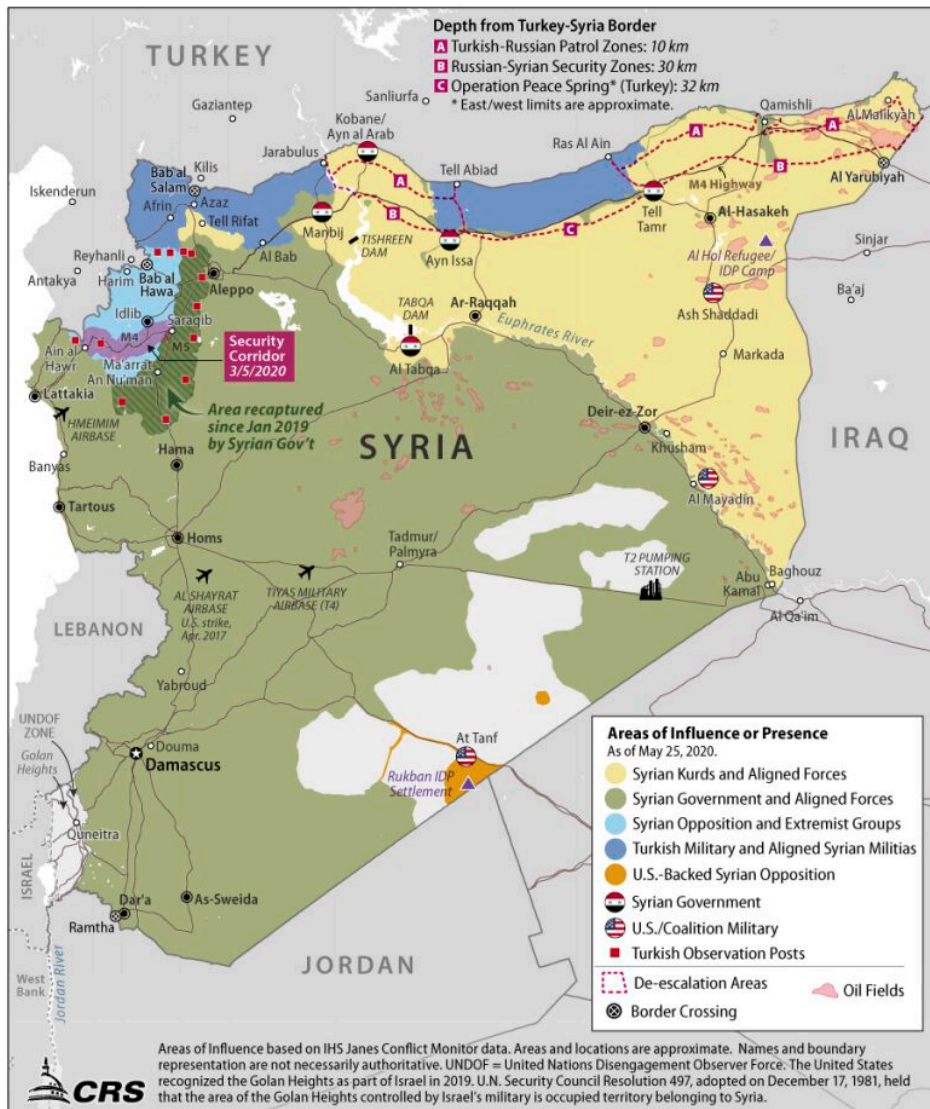 Depth from Turkey-Syria Border
A Turkish-Russian Patrol Zones: 10 km
B Russian-Syrian Security Zones: 30 km
C Operation Peace Spring* (Turkey): 32 km
* East/west limits are approximate.
TURKEY
Gaziantep
Sanliurfa
Kobane/
Ayn al Arab
Qamishli
Al Malikyah
A
A
A
Ras Al Ain
B
Jarabulus
Tell Abiad
Kilis
Bab al
Salam
Azaz
Iskenderun
Afrin
Tell Rifat
M4 Highway
Al Yarubiyah
Manbij
B
C
Tell
Tamr
Al-Hasakeh
Reyhanli
Al Bab
TISHREEN
DAM
Ayn Issa
Al Hol Refugee/
IDP Camp
Sinjar
Antakya
Harim
Bab al
Hawa
Aleppo
Ba'aj
Idlib
TABQA
DAM
Ar-Raqqah
Ash Shaddadi
Saraqib
Euphrates River
M4
M5
Security
Corridor
3/5/2020
Ain al
Hawr
Ma'arrat
An Nu'man
Al Tabqa
Markada
Lattakia
Area recaptured
since Jan 2019
by Syrian Gov't
HMEIMIM
AIRBASE
SYRIA
Deir-ez-Zor
IRAQ
Hama
Khusham
Banyas
Al Mayadin
Tartous
Homs
Tadmur/
Palmyra
T2 PUMPING
STATION
Baghouz
Abu
Kamal
AL SHAYRAT
AIRBASE
U.S. strike,
Apr. 2017
TIYAS MILITARY
AIRBASE (T4)
Al Qa'im
LEBANON
Yabroud
UNDOF
ZONE
Golan
Heights
Douma
Damascus
At Tanf
Rukban IDP
Settlement
Quneitra
ISRAEL
Dar'a
As-Sweida
Ramtha
JORDAN
West
Bank
Jordan River
Areas of Influence or Presence
As of May 25, 2020.
Syrian Kurds and Aligned Forces
Syrian Government and Aligned Forces
Syrian Opposition and Extremist Groups
Turkish Military and Aligned Syrian Militias
U.S.-Backed Syrian Opposition
Syrian Government
U.S./Coalition Military
Turkish Observation Posts
De-escalation Areas
Oil Fields
Border Crossing
Areas of Influence based on IHS Janes Conflict Monitor data. Areas and locations are approximate. Names and boundary
representation are not necessarily authoritative. UNDOF = United Nations Disengagement Observer Force. The United States
recognized the Golan Heights as part of Israel in 2019. U.N. Security Council Resolution 497, adopted on December 17, 1981, held
that the area of the Golan Heights controlled by Israel's military is occupied territory belonging to Syria.
CRS